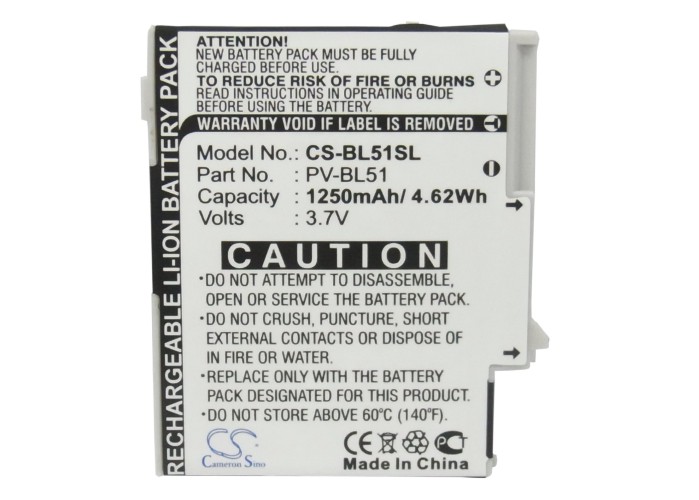 RECHARGEABLE LI-ION BATTERY PACK
ATTENTION!
NEW BATTERY PACK MUST BE FULLY
CHARGED BEFORE USE.
TO REDUCE RISK OF FIRE OR BURNS
READ INSTRUCTIONS IN OPERATING GUIDE
BEFORE USING THE BATTERY.
WARRANTY VOID IF LABEL IS REMOVED
Model No.: CS-BL51SL
Part No. : PV-BL51
Capacity : 1250mAh/ 4.62Wh
Volts : 3.7V
CAUTION
•DO NOT ATTEMPT TO DISASSEMBLE,
OPEN OR SERVICE THE BATTERY PACK.
•DO NOT CRUSH, PUNCTURE, SHORT
EXTERNAL CONTACTS OR DISPOSE OF
IN FIRE OR WATER.
•REPLACE ONLY WITH THE BATTERY
PACK DESIGNATED FOR THIS PRODUCT.
•DO NOT STORE ABOVE 60°C (140°F).
CS
Cameron Sino
CE